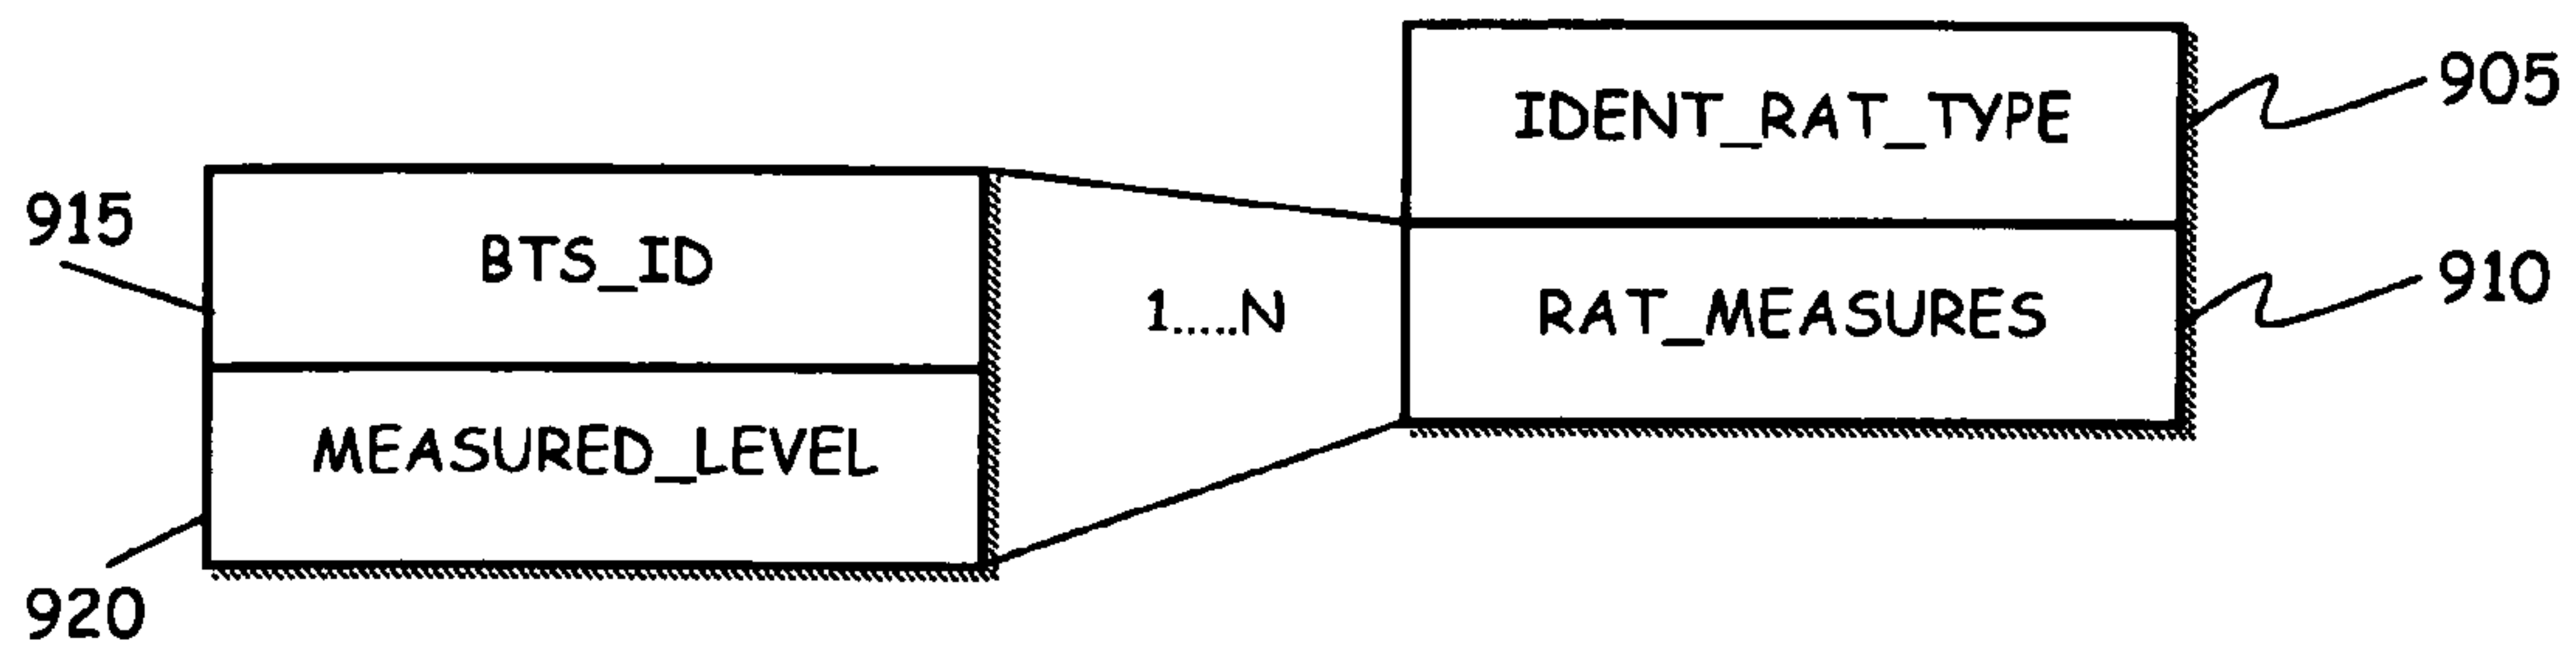 IDENT_RAT_TYPE
905
915
BTS_ID
1.....N
RAT_MEASURES
910
MEASURED_LEVEL
920